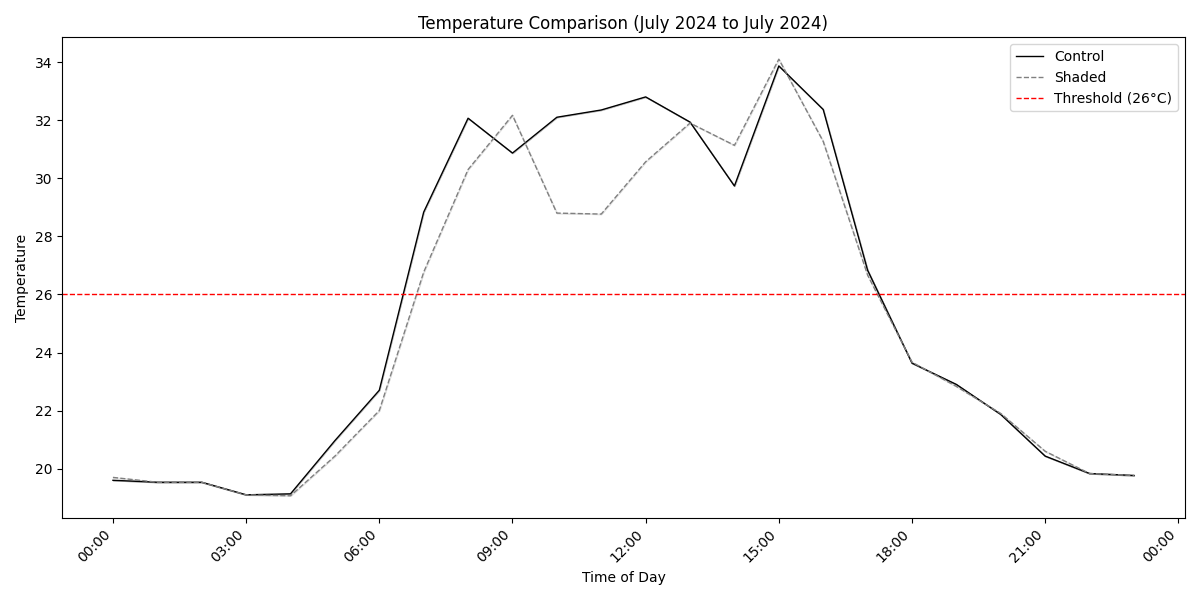 Temperature Comparison (July 2024 to July 2024)
Control
Shaded
Threshold (26°C)
Temperature
34
32
30
28
26
24
22
20
00:00
03:00
06:00
09:00
12:00
15:00
18:00
21:00
00:00
Time of Day